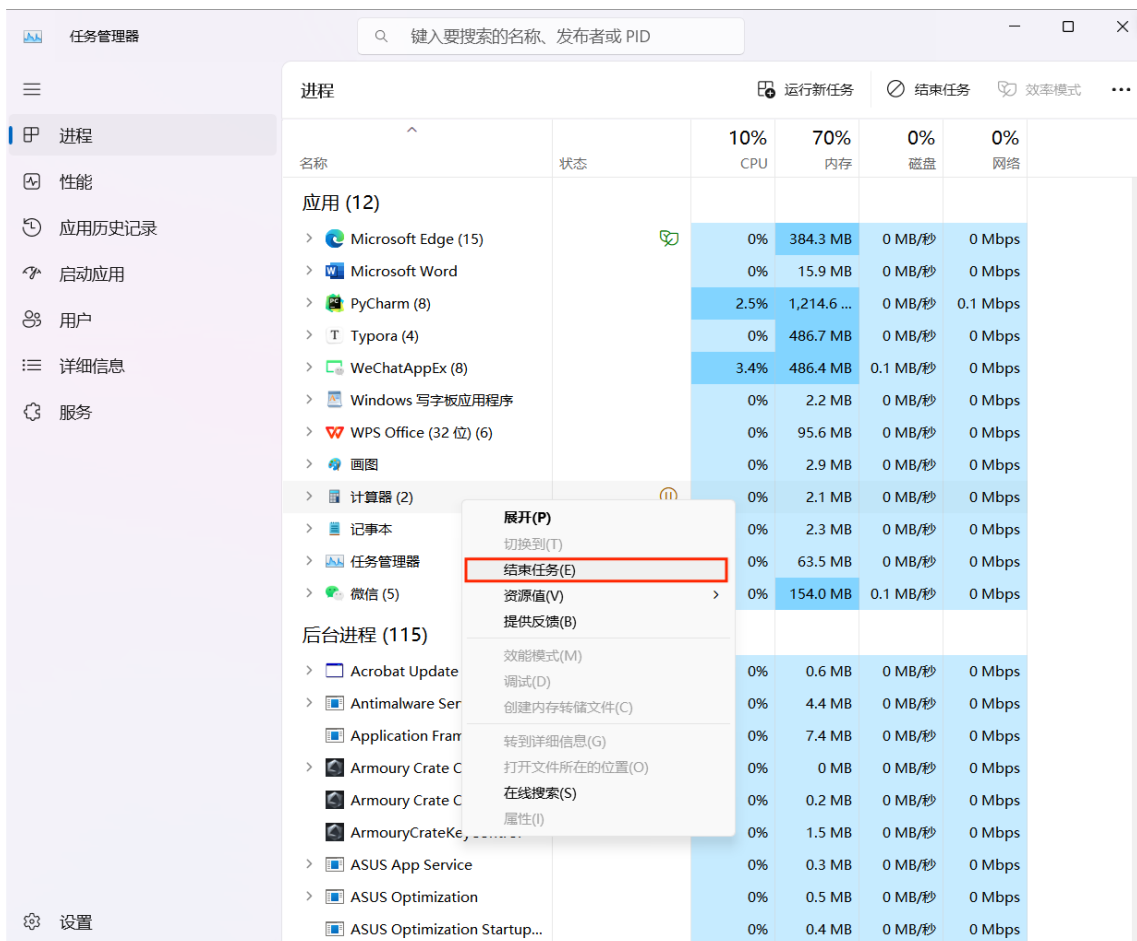 任务管理器
键入要搜索的名称、发布者或 PID
进程
运行新任务 结束任务 效率模式
进程
性能
应用历史记录
启动应用
用户
详细信息
服务
设置
10% 70% 0% 0%
名称 状态 CPU 内存 磁盘 网络
应用 (12)
Microsoft Edge (15) 0% 384.3 MB 0 MB/秒 0 Mbps
Microsoft Word 0% 15.9 MB 0 MB/秒 0 Mbps
PyCharm (8) 2.5% 1,214.6 ... 0 MB/秒 0.1 Mbps
Typora (4) 0% 486.7 MB 0 MB/秒 0 Mbps
WeChatAppEx (8) 3.4% 486.4 MB 0.1 MB/秒 0 Mbps
Windows 写字板应用程序 0% 2.2 MB 0 MB/秒 0 Mbps
WPS Office (32 位) (6) 0% 95.6 MB 0 MB/秒 0 Mbps
画图 0% 2.9 MB 0 MB/秒 0 Mbps
计算器 (2) 0% 2.1 MB 0 MB/秒 0 Mbps
记事本 0% 2.3 MB 0 MB/秒 0 Mbps
任务管理器 0% 63.5 MB 0 MB/秒 0 Mbps
微信 (5) 0% 154.0 MB 0.1 MB/秒 0 Mbps
后台进程 (115)
Acrobat Update 0% 0.6 MB 0 MB/秒 0 Mbps
Antimalware Ser 0% 4.4 MB 0 MB/秒 0 Mbps
Application Fram 0% 7.4 MB 0 MB/秒 0 Mbps
Armoury Crate C 0% 0 MB 0 MB/秒 0 Mbps
Armoury Crate C 0% 0.2 MB 0 MB/秒 0 Mbps
ArmouryCrateKeyControl 0% 1.5 MB 0 MB/秒 0 Mbps
ASUS App Service 0% 0.3 MB 0 MB/秒 0 Mbps
ASUS Optimization 0% 0.5 MB 0 MB/秒 0 Mbps
ASUS Optimization Startup... 0% 0.4 MB 0 MB/秒 0 Mbps
展开(P)
切换到(T)
结束任务(E)
资源值(V)
提供反馈(B)
效能模式(M)
调试(D)
创建内存转储文件(C)
转到详细信息(G)
打开文件所在的位置(O)
在线搜索(S)
属性(I)